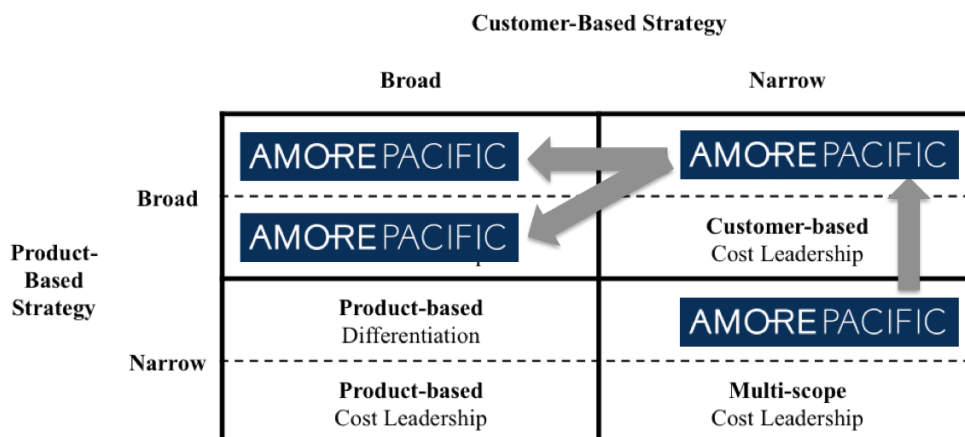 Customer-Based Strategy
Broad
Narrow
AMOREPACIFIC
AMOREPACIFIC
Broad
AMOREPACIFIC
Customer-based
Cost Leadership
Product-
Based
Strategy
Product-based
Differentiation
AMOREPACIFIC
Narrow
Product-based
Cost Leadership
Multi-scope
Cost Leadership